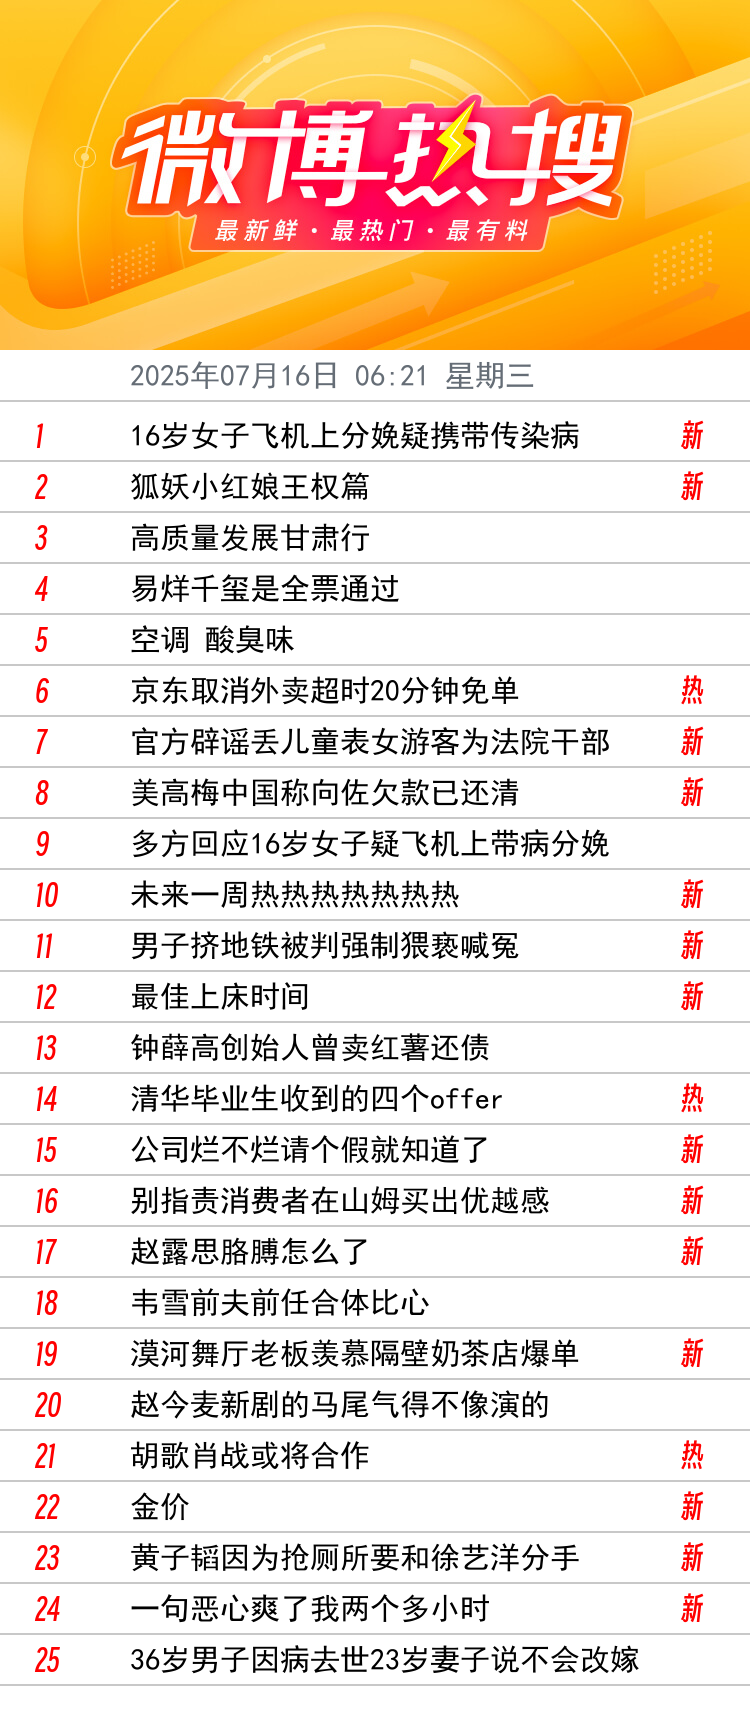 微博热搜
最新鲜·最热门·最有料
2025年07月16日 06:21 星期三
1 16岁女子飞机上分娩疑携带传染病 新
2 狐妖小红娘王权篇 新
3 高质量发展甘肃行
4 易烊千玺是全票通过
5 空调 酸臭味
6 京东取消外卖超时20分钟免单 热
7 官方辟谣丢儿童表女游客为法院干部 新
8 美高梅中国称向佐欠款已还清 新
9 多方回应16岁女子疑飞机上带病分娩
10 未来一周热热热热热热热 新
11 男子挤地铁被判强制猥亵喊冤 新
12 最佳上床时间 新
13 钟薛高创始人曾卖红薯还债
14 清华毕业生收到的四个offer 热
15 公司烂不烂请个假就知道了 新
16 别指责消费者在山姆买出优越感 新
17 赵露思胳膊怎么了 新
18 韦雪前夫前任合体比心
19 漠河舞厅老板羡慕隔壁奶茶店爆单 新
20 赵今麦新剧的马尾气得不像演的
21 胡歌肖战或将合作 热
22 金价 新
23 黄子韬因为抢厕所要和徐艺洋分手 新
24 一句恶心爽了我两个多小时 新
25 36岁男子因病去世23岁妻子说不会改嫁